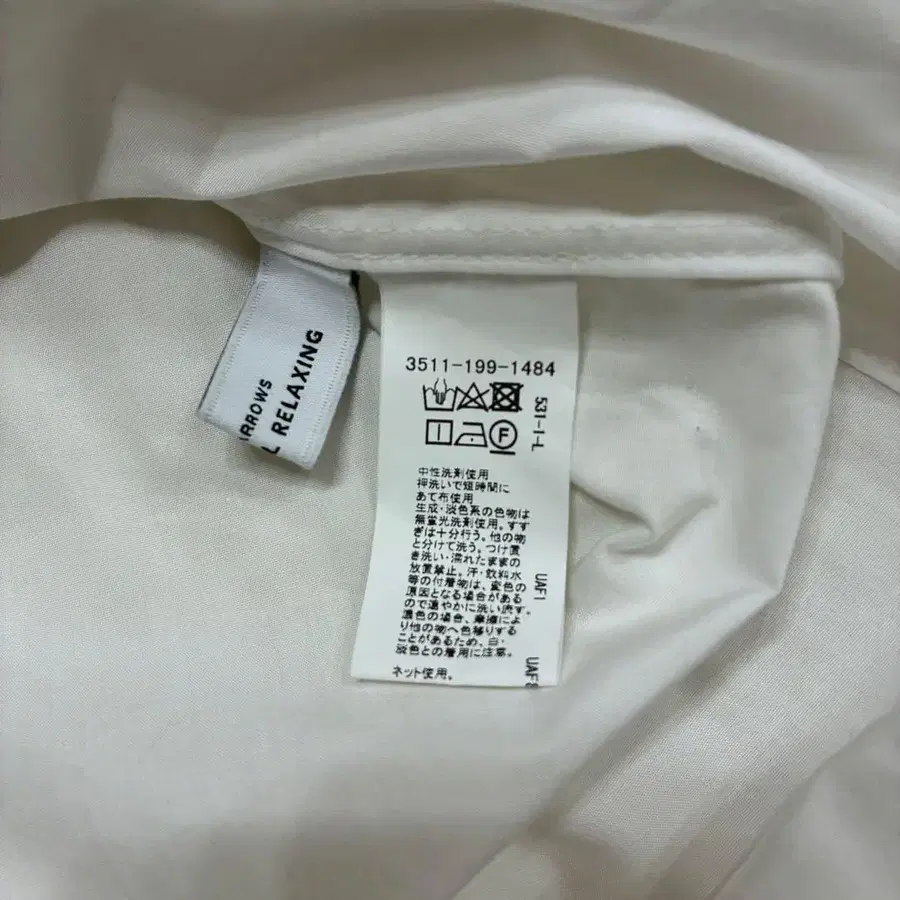 ARROWS
L RELAXING
3511-199-1484
531-1-L
F
中性洗剤使用
押洗いで短時間に
あて布使用
生成・淡色系の色物は
無蛍光洗剤使用。すす
ぎは十分行う。他の物
と分けて洗う。つけ置
き洗い・濡れたままの
放置禁止。汗・飲料水
等の付着物は、変色の
原因となる場合がある
ので速やかに洗い流す。
濃色の場合、摩擦によ
り他の物へ色移りする
ことがあるため、白・
淡色との着用に注意。
ネット使用。
UAF1
UAF8